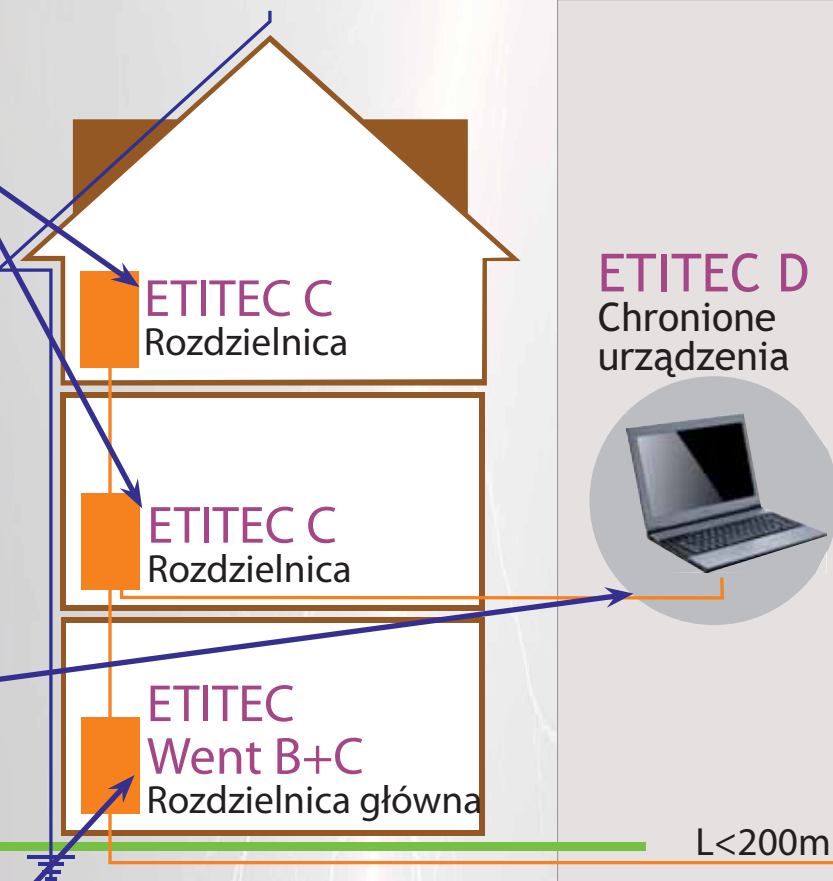 ETITEC C
Rozdzielnica
ETITEC D
Chronione
urządzenia
ETITEC C
Rozdzielnica
ETITEC
Went B+C
Rozdzielnica główna
L<200m